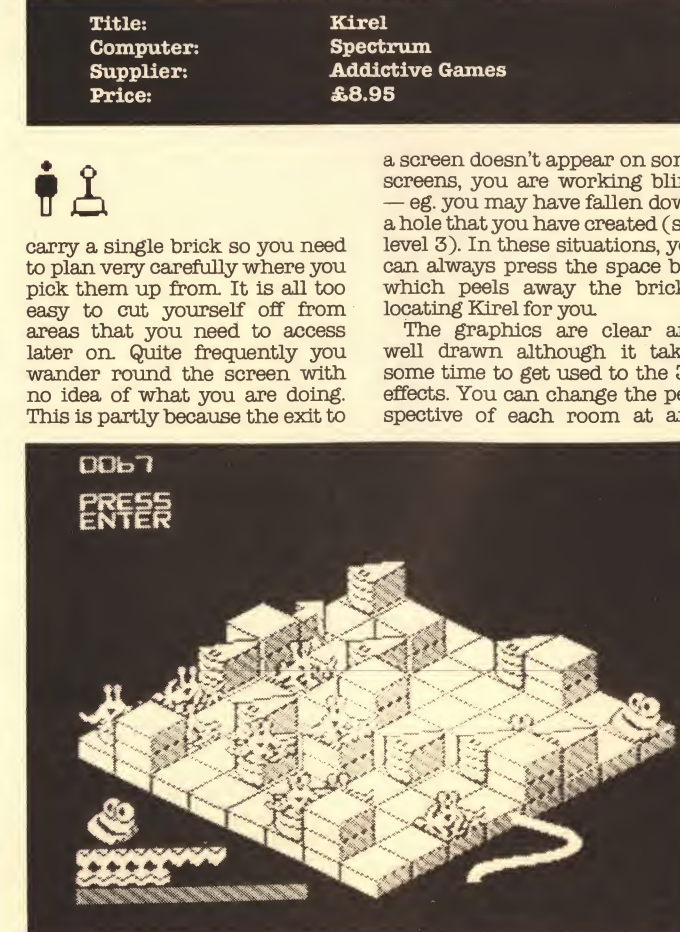 Title: Kirel
Computer: Spectrum
Supplier: Addictive Games
Price: £8.95
carry a single brick so you need
to plan very carefully where you
pick them up from. It is all too
easy to cut yourself off from
areas that you need to access
later on. Quite frequently you
wander round the screen with
no idea of what you are doing.
This is partly because the exit to
a screen doesn't appear on
screens, you are working
— eg. you may have fallen
a hole that you have created (s
level 3). In these situations,
can always press the space b
which peels away the brick
locating Kirel for you.
The graphics are clear
well drawn although it tak
some time to get used to the 3
effects. You can change the pe
spective of each room at
0067
PRESS
ENTER